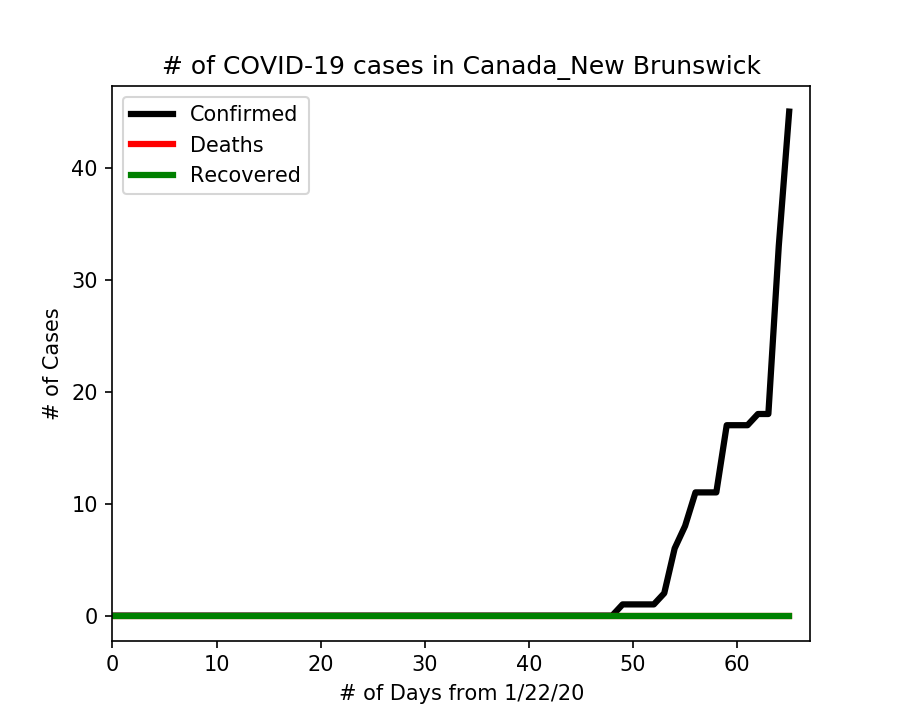 # of COVID-19 cases in Canada_New Brunswick
Confirmed
Deaths
Recovered
# of Cases
40
30
20
10
0
0 10 20 30 40 50 60
# of Days from 1/22/20